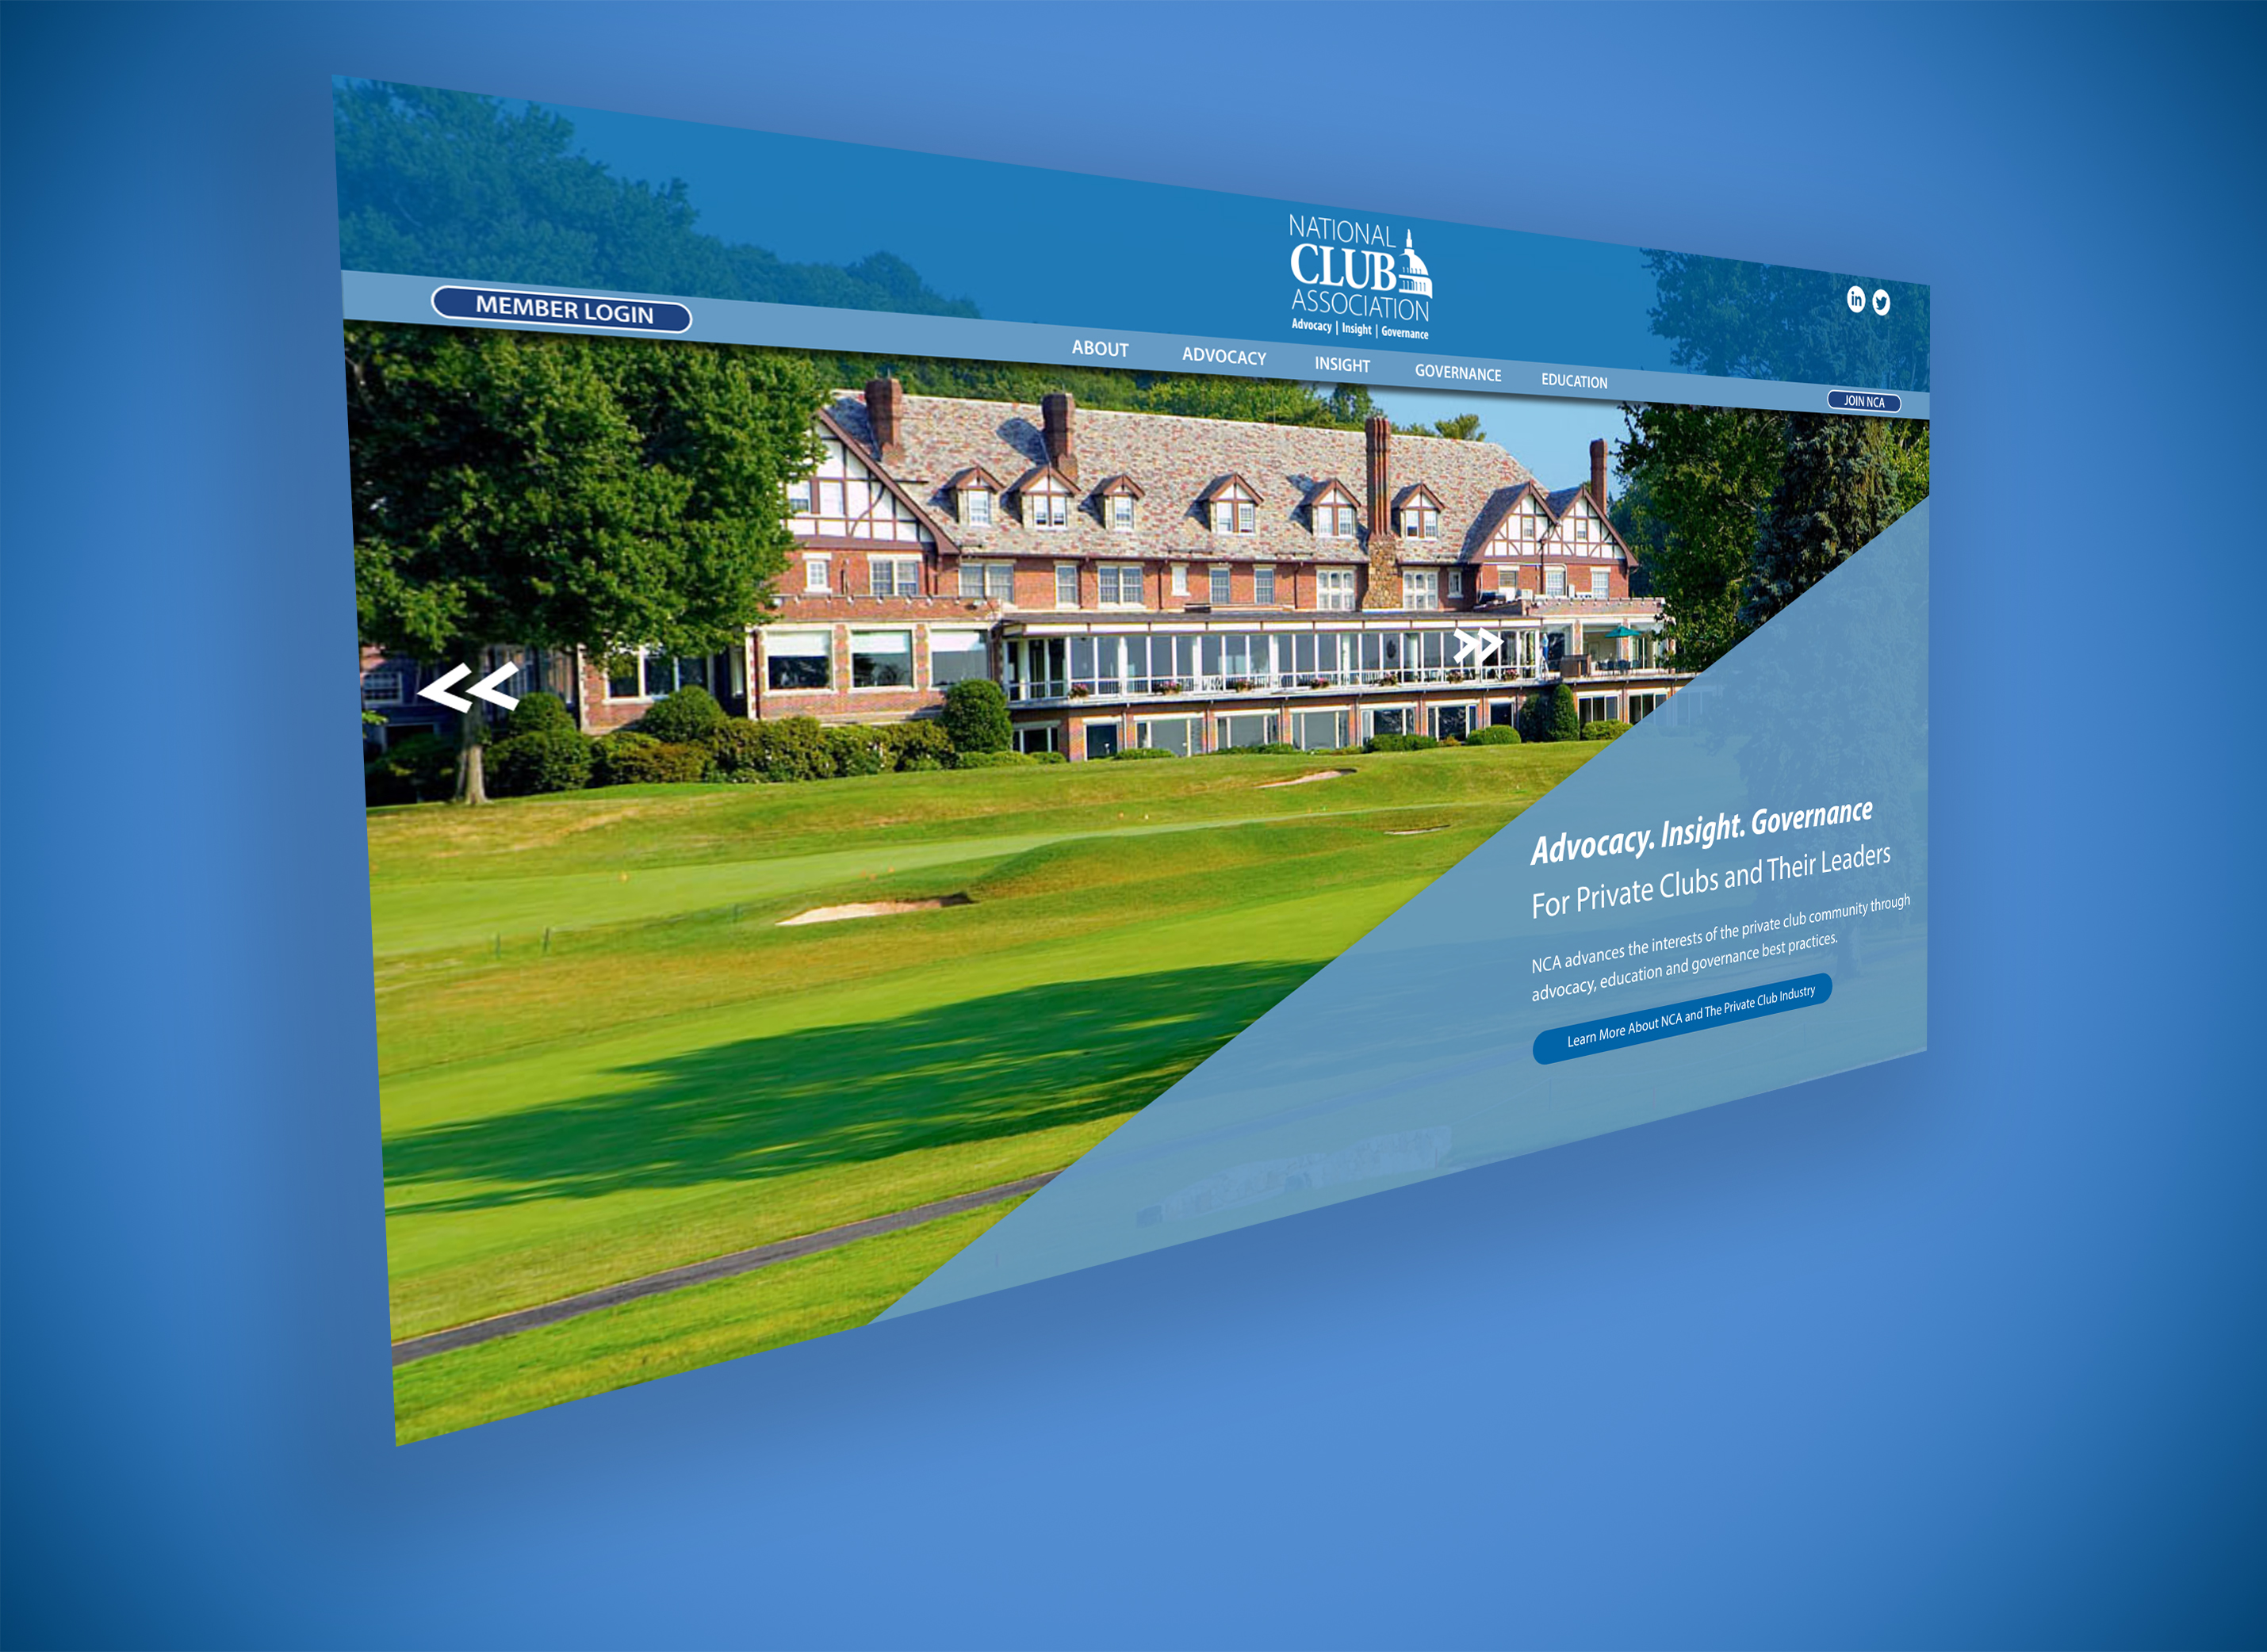 NATIONAL
CLUB
ASSOCIATION
Advocacy | Insight | Governance
in
MEMBER LOGIN
ABOUT
ADVOCACY
INSIGHT
GOVERNANCE
EDUCATION
JOIN NCA
Advocacy. Insight. Governance
For Private Clubs and Their Leaders
NCA advances the interests of the private club community through
advocacy, education and governance best practices.
Learn More About NCA and The Private Club Industry